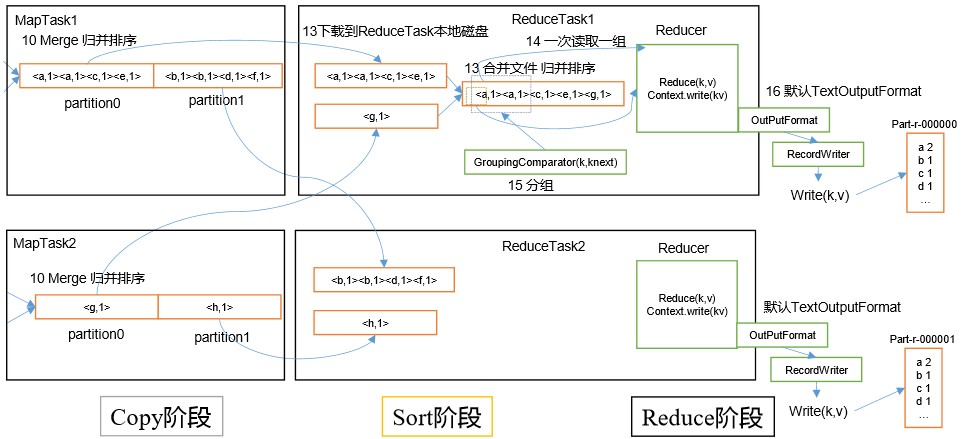 MapTask1
10 Merge 归并排序
<a,1><a,1><c,1><e,1>
<b,1><b,1><d,1><f,1>
partition0
partition1
ReduceTask1
13下载到ReduceTask本地磁盘
<a,1><a,1><c,1><e,1>
<g,1>
14 一次读取一组
13 合并文件 归并排序
<a,1><a,1><c,1><e,1><g,1>
GroupingComparator(k,knext)
15 分组
Reducer
Reduce(k,v)
Context.write(kv)
16 默认TextOutputFormat
OutPutFormat
RecordWriter
Write(k,v)
Part-r-000000
a 2
b 1
c 1
d 1
…
MapTask2
10 Merge 归并排序
<g,1>
<h,1>
partition0
partition1
ReduceTask2
<b,1><b,1><d,1><f,1>
<h,1>
Reducer
Reduce(k,v)
Context.write(kv)
默认TextOutputFormat
OutPutFormat
RecordWriter
Write(k,v)
Part-r-000001
a 2
b 1
c 1
d 1
…
Copy阶段
Sort阶段
Reduce阶段